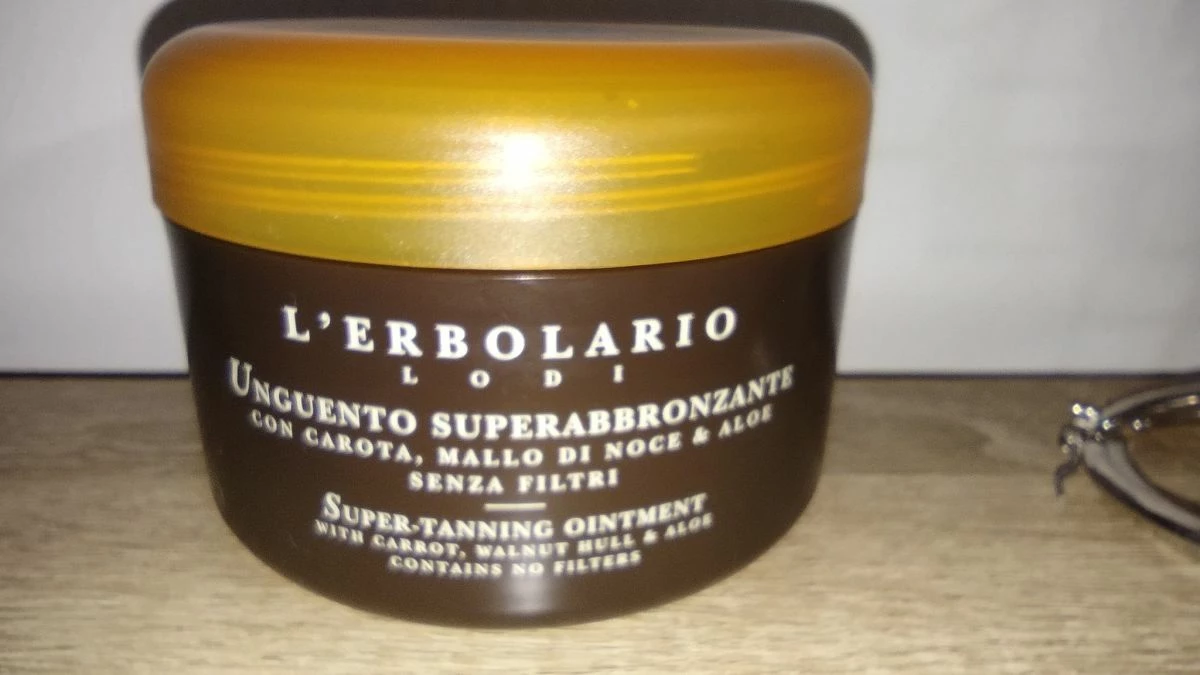 L'ERBOLARIO
LODI
UNGUENTO SUPERABBRONZANTE
CON CAROTA, MALLO DI NOCE & ALOE
SENZA FILTRI
SUPER-TANNING OINTMENT
WITH CARROT, WALNUT HULL & ALOE
CONTAINS NO FILTERS